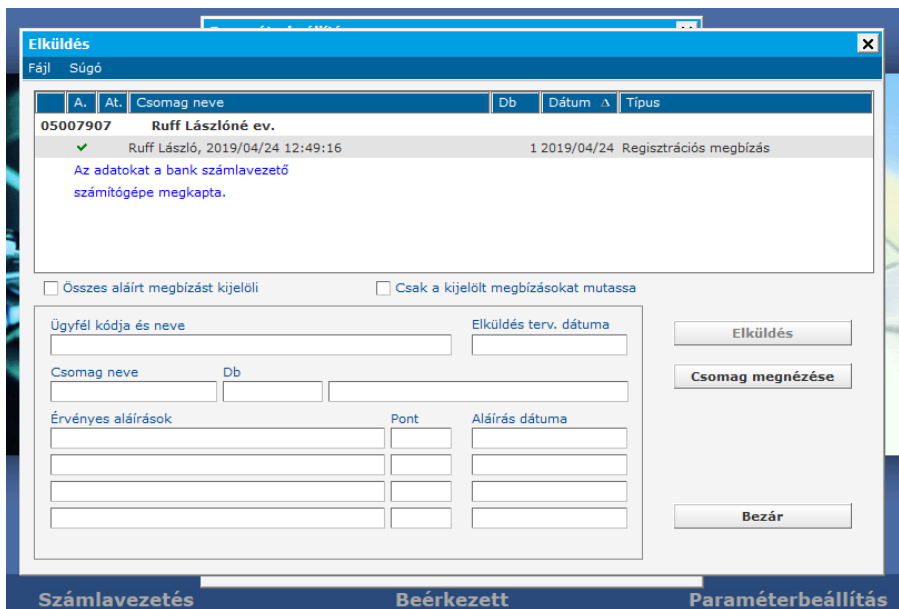 Elküldés
Fájl Súgó
A. At. Csomag neve Db Dátum Δ Típus
05007907 Ruff Lászlóné ev.
Ruff László, 2019/04/24 12:49:16 1 2019/04/24 Regisztrációs megbízás
Az adatokat a bank számlavezető
számítógépe megkapta.
Összes aláírt megbízást kijelöli Csak a kijelölt megbízásokat mutassa
Ügyfél kódja és neve Elküldés terv. dátuma
Elküldés
Csomag neve Db
Csomag megnézése
Érvényes aláírások Pont Aláírás dátuma
Bezár
Számlavezetés Beérkezett Paraméterbeállítás